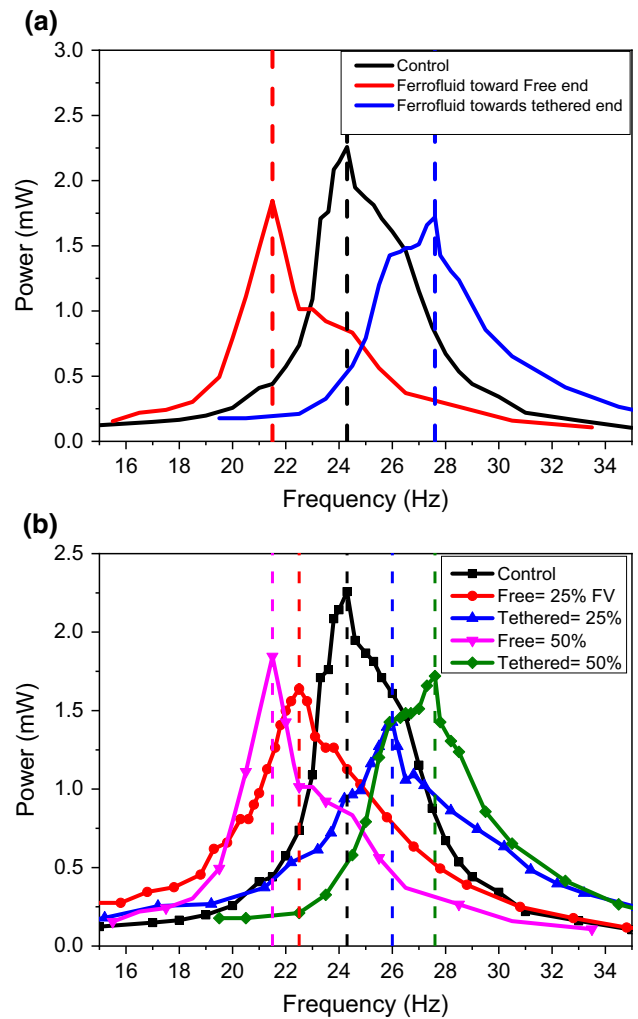 (a)
3.0
2.5
2.0
1.5
1.0
0.5
0.0
Power (mW)
Control
Ferrofluid toward Free end
Ferrofluid towards tethered end
16 18 20 22 24 26 28 30 32 34
Frequency (Hz)
(b)
2.5
2.0
1.5
1.0
0.5
0.0
Power (mW)
Control
Free= 25% FV
Tethered= 25%
Free= 50%
Tethered= 50%
16 18 20 22 24 26 28 30 32 34
Frequency (Hz)